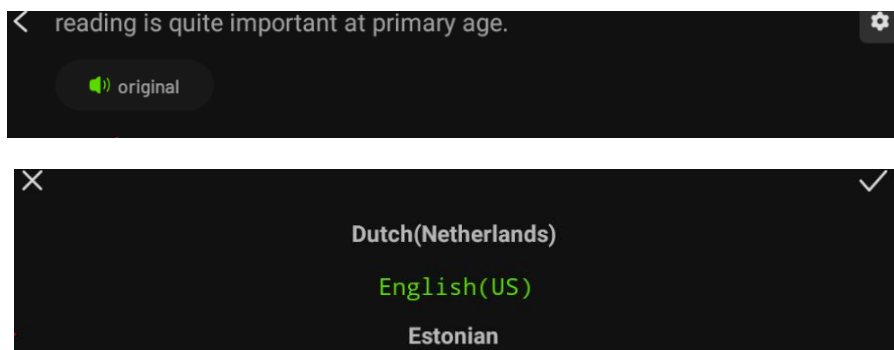 reading is quite important at primary age.
original
Dutch(Netherlands)
English(US)
Estonian